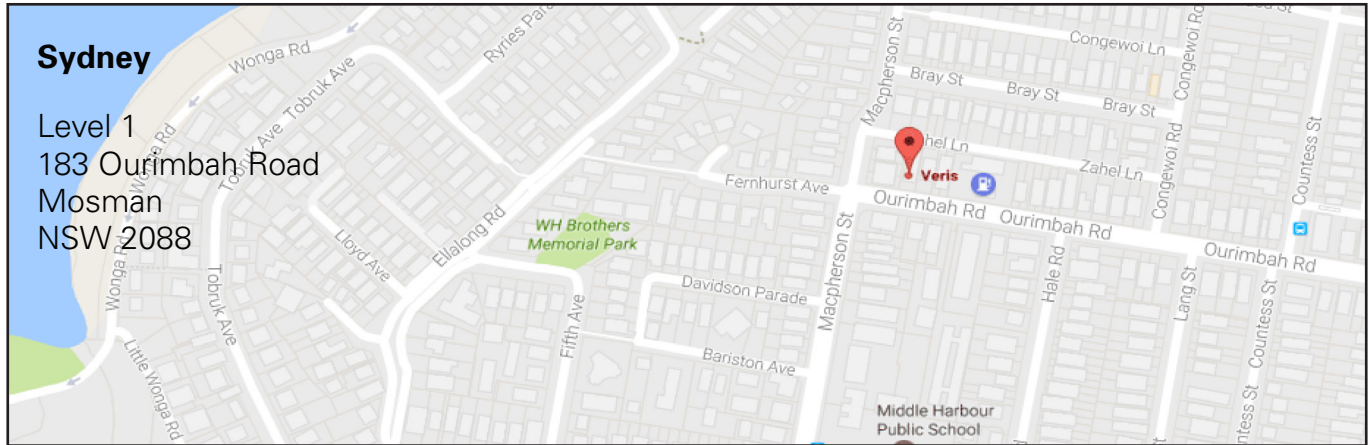 Sydney
Level 1
183 Ourimbah Road
Mosman
NSW 2088
Wonga Rd
Ryries Para
Tobruk Ave
Tobruk Ave
Wonga Rd
Wonga Rd
Lloyd Ave
Ellalong Rd
Tobruk Ave
Little Wonga Rd
WH Brothers
Memorial Park
Fifth Ave
Fernhurst Ave
Davidson Parade
Bariston Ave
Macpherson St
Macpherson St
Congewoi Ln
Congewoi Rd
Bray St
Bray St
Bray St
Zahel Ln
Congewoi Rd
Veris
Ourimbah Rd
Ourimbah Rd
Ourimbah Rd
Hale Rd
Lang St
Countess St
Countess St
Middle Harbour
Public School